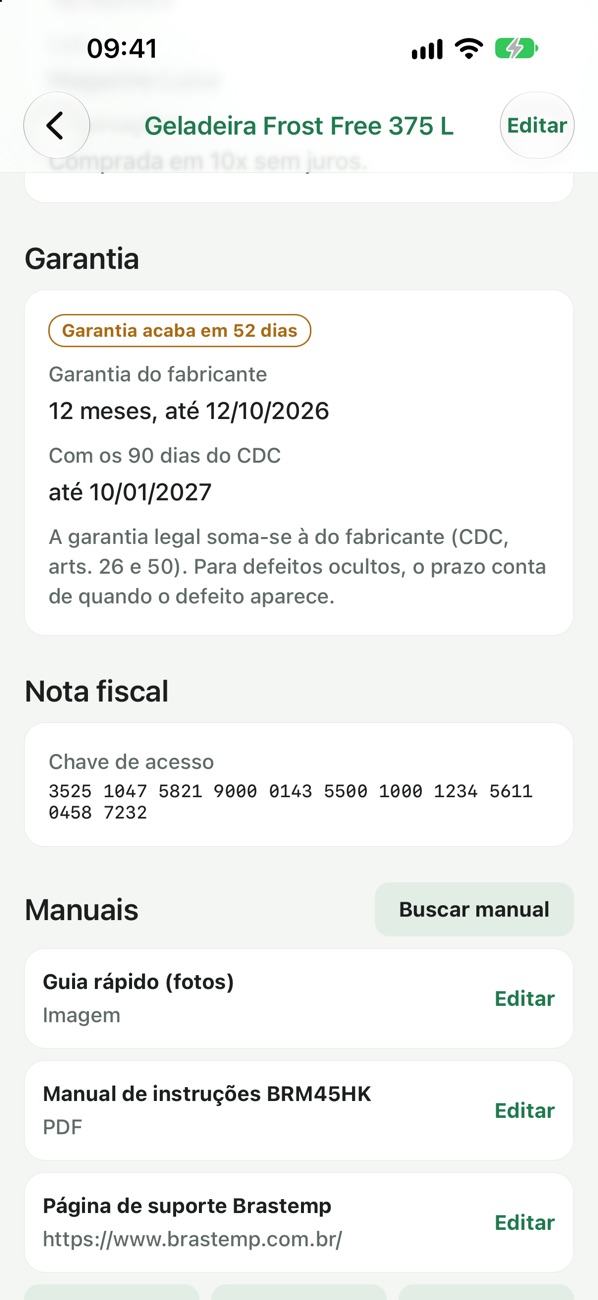 09:41
Geladeira Frost Free 375 L
Editar
Comprada em 10x sem juros.
Garantia
Garantia acaba em 52 dias
Garantia do fabricante
12 meses, até 12/10/2026
Com os 90 dias do CDC
até 10/01/2027
A garantia legal soma-se à do fabricante (CDC,
arts. 26 e 50). Para defeitos ocultos, o prazo conta
de quando o defeito aparece.
Nota fiscal
Chave de acesso
3525 1047 5821 9000 0143 5500 1000 1234 5611
0458 7232
Manuais
Buscar manual
Guia rápido (fotos)
Imagem
Editar
Manual de instruções BRM45HK
PDF
Editar
Página de suporte Brastemp
https://www.brastemp.com.br/
Editar